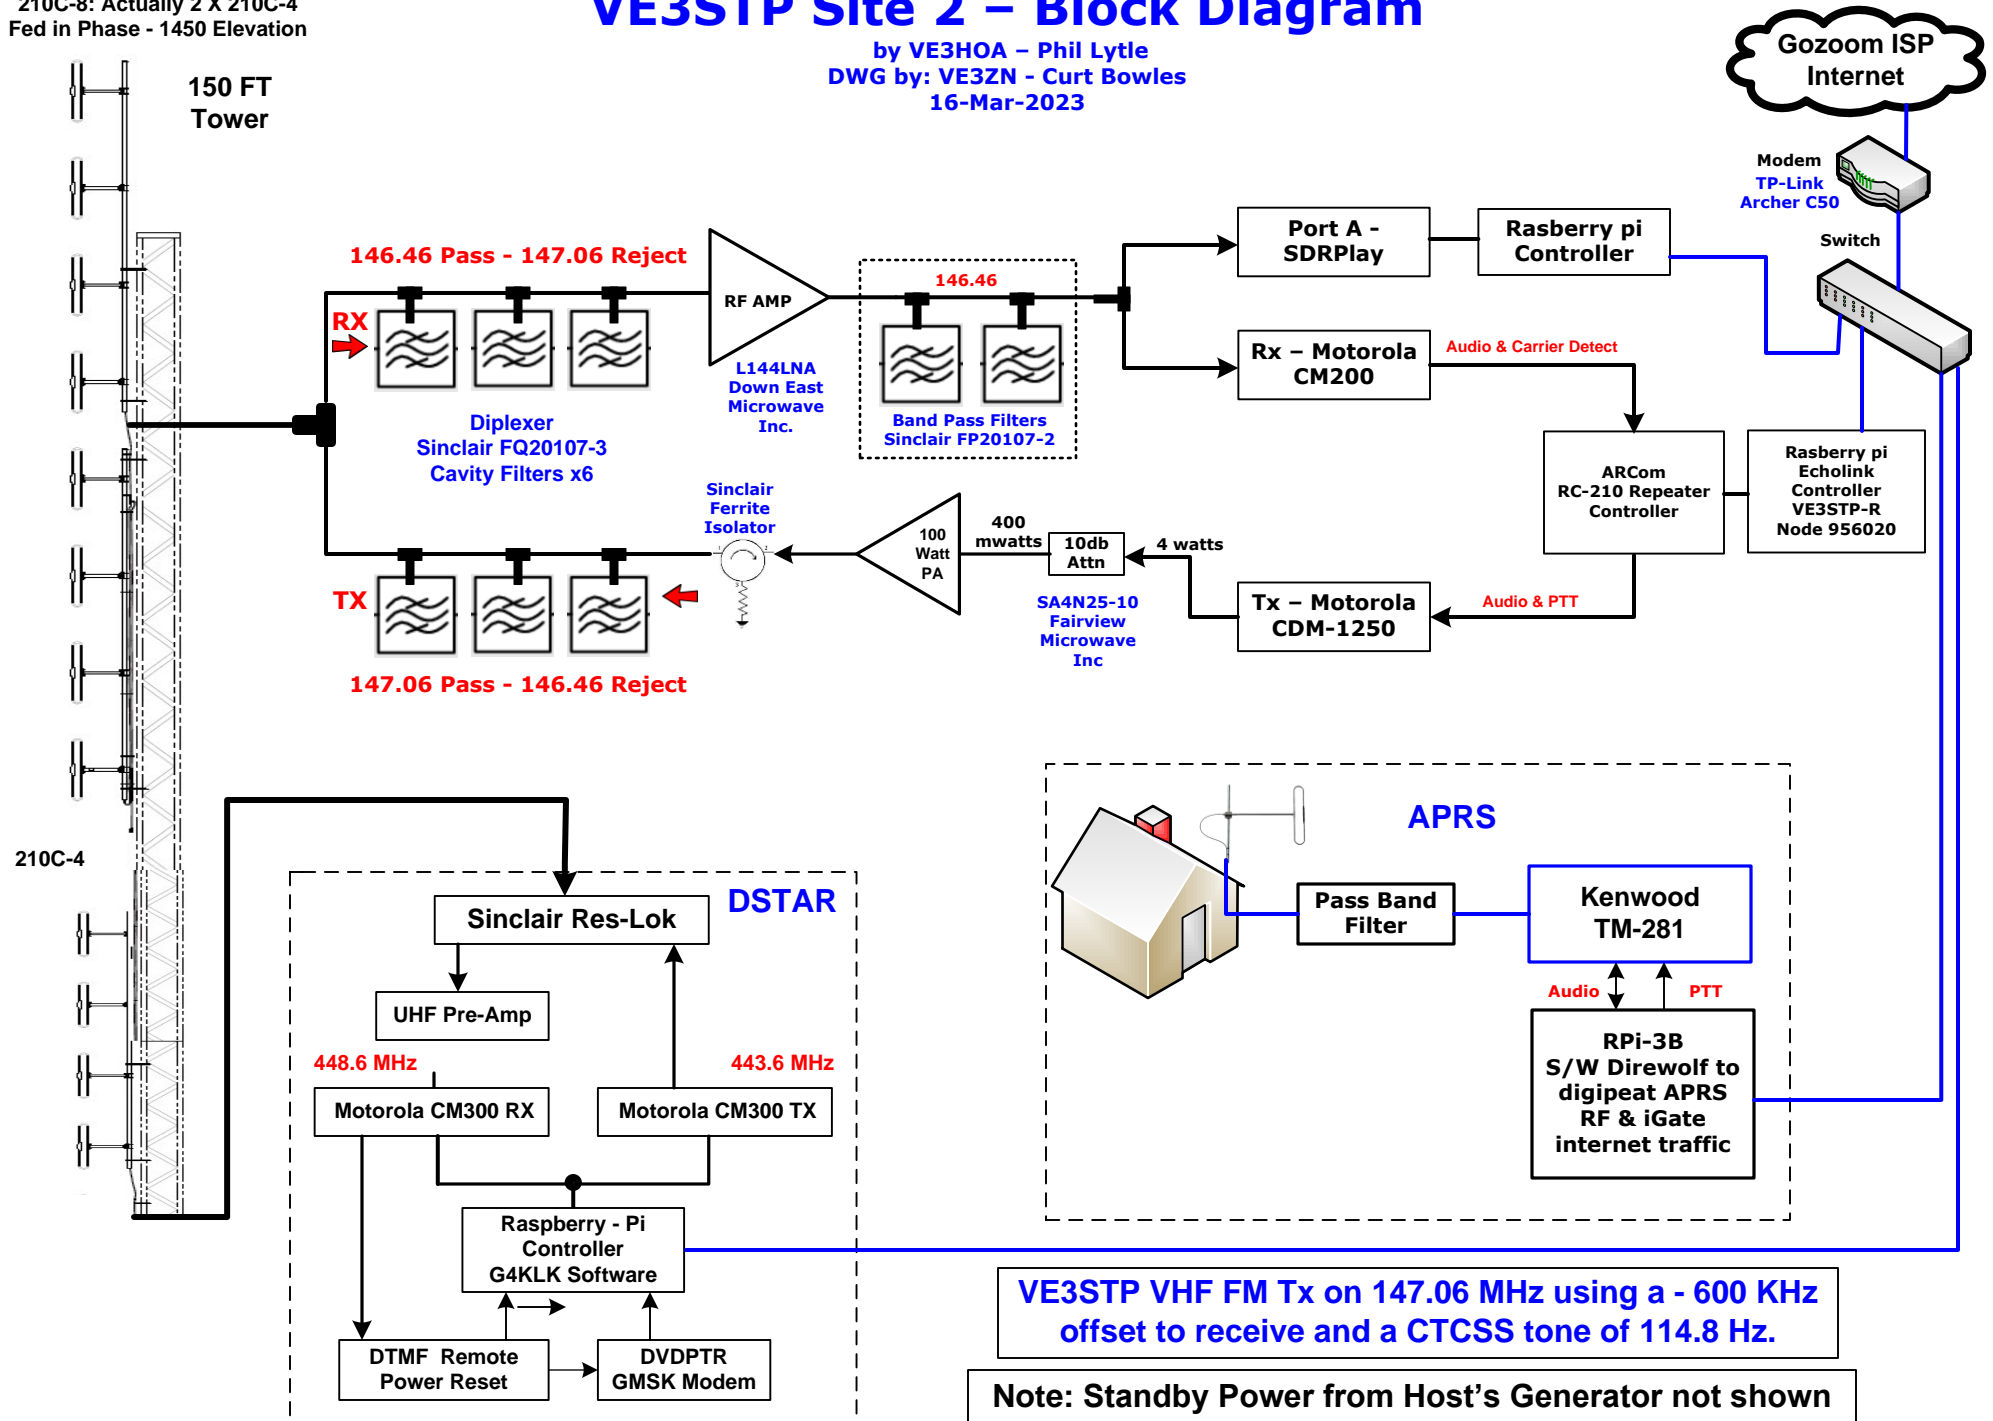 210C-8: Actually 2 X 210C-4
Fed in Phase - 1450 Elevation
VE3STP Site 2 – Block Diagram
by VE3HOA – Phil Lytle
DWG by: VE3ZN - Curt Bowles
16-Mar-2023
150 FT
Tower
Gozoom ISP
Internet
Modem
TP-Link
Archer C50
Switch
146.46 Pass - 147.06 Reject
RX
Diplexer
Sinclair FQ20107-3
Cavity Filters x6
RF AMP
L144LNA
Down East
Microwave
Inc.
146.46
Band Pass Filters
Sinclair FP20107-2
Port A -
SDRPlay
Rasberry pi
Controller
Rx – Motorola
CM200
Audio & Carrier Detect
ARCom
RC-210 Repeater
Controller
Rasberry pi
Echolink
Controller
VE3STP-R
Node 956020
TX
147.06 Pass - 146.46 Reject
Sinclair
Ferrite
Isolator
1
2
3
100
Watt
PA
400
mwatts
10db
Attn
4 watts
SA4N25-10
Fairview
Microwave
Inc
Tx – Motorola
CDM-1250
Audio & PTT
210C-4
DSTAR
Sinclair Res-Lok
UHF Pre-Amp
448.6 MHz
443.6 MHz
Motorola CM300 RX
Motorola CM300 TX
Raspberry - Pi
Controller
G4KLK Software
DTMF Remote
Power Reset
DVDPTR
GMSK Modem
APRS
Pass Band
Filter
Kenwood
TM-281
Audio
PTT
RPi-3B
S/W Direwolf to
digipeat APRS
RF & iGate
internet traffic
VE3STP VHF FM Tx on 147.06 MHz using a - 600 KHz
offset to receive and a CTCSS tone of 114.8 Hz.
Note: Standby Power from Host's Generator not shown